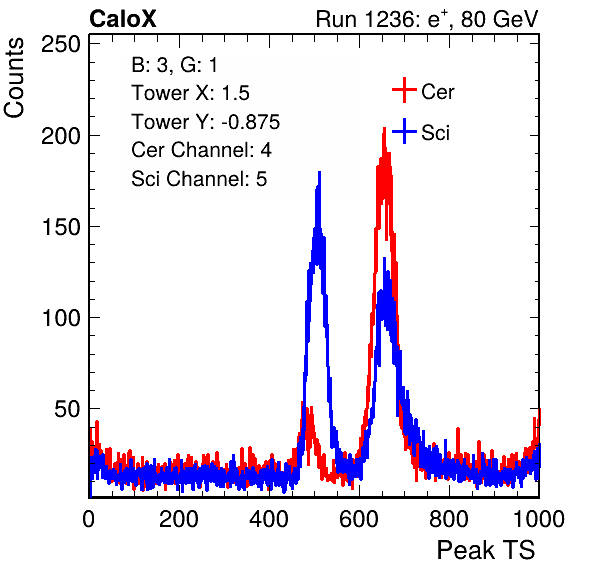 CaloX Run 1236: e⁺, 80 GeV
Counts
250
200
150
100
50
B: 3, G: 1
Tower X: 1.5
Tower Y: -0.875
Cer Channel: 4
Sci Channel: 5
Cer
Sci
0 200 400 600 800 1000
Peak TS